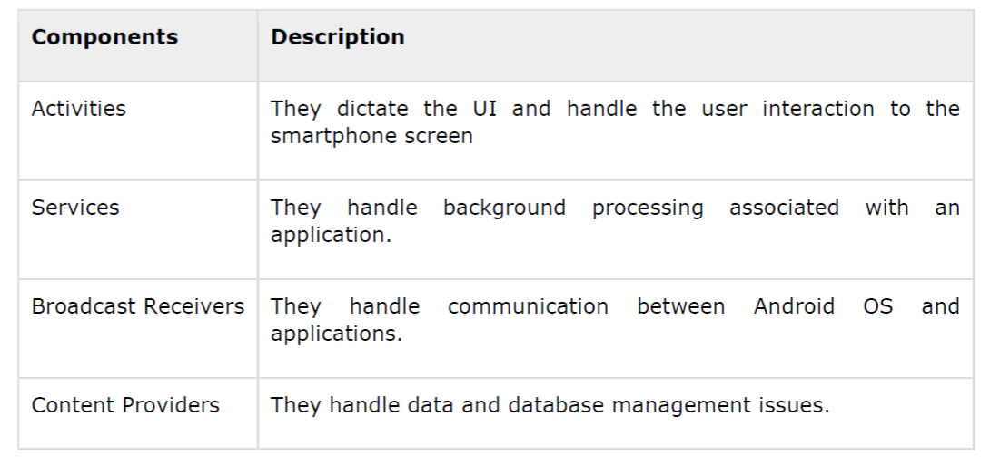 Components
Description
Activities
They dictate the UI and handle the user interaction to the
smartphone screen
Services
They handle background processing associated with an
application.
Broadcast Receivers
They handle communication between Android OS and
applications.
Content Providers
They handle data and database management issues.